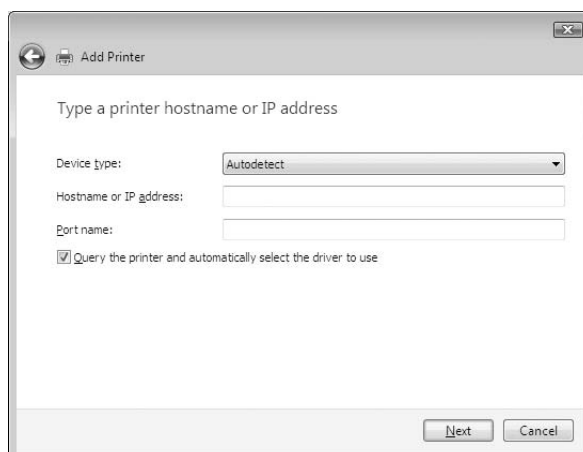 Add Printer
Type a printer hostname or IP address
Device type: Autodetect
Hostname or IP address:
Port name:
Query the printer and automatically select the driver to use
Next Cancel